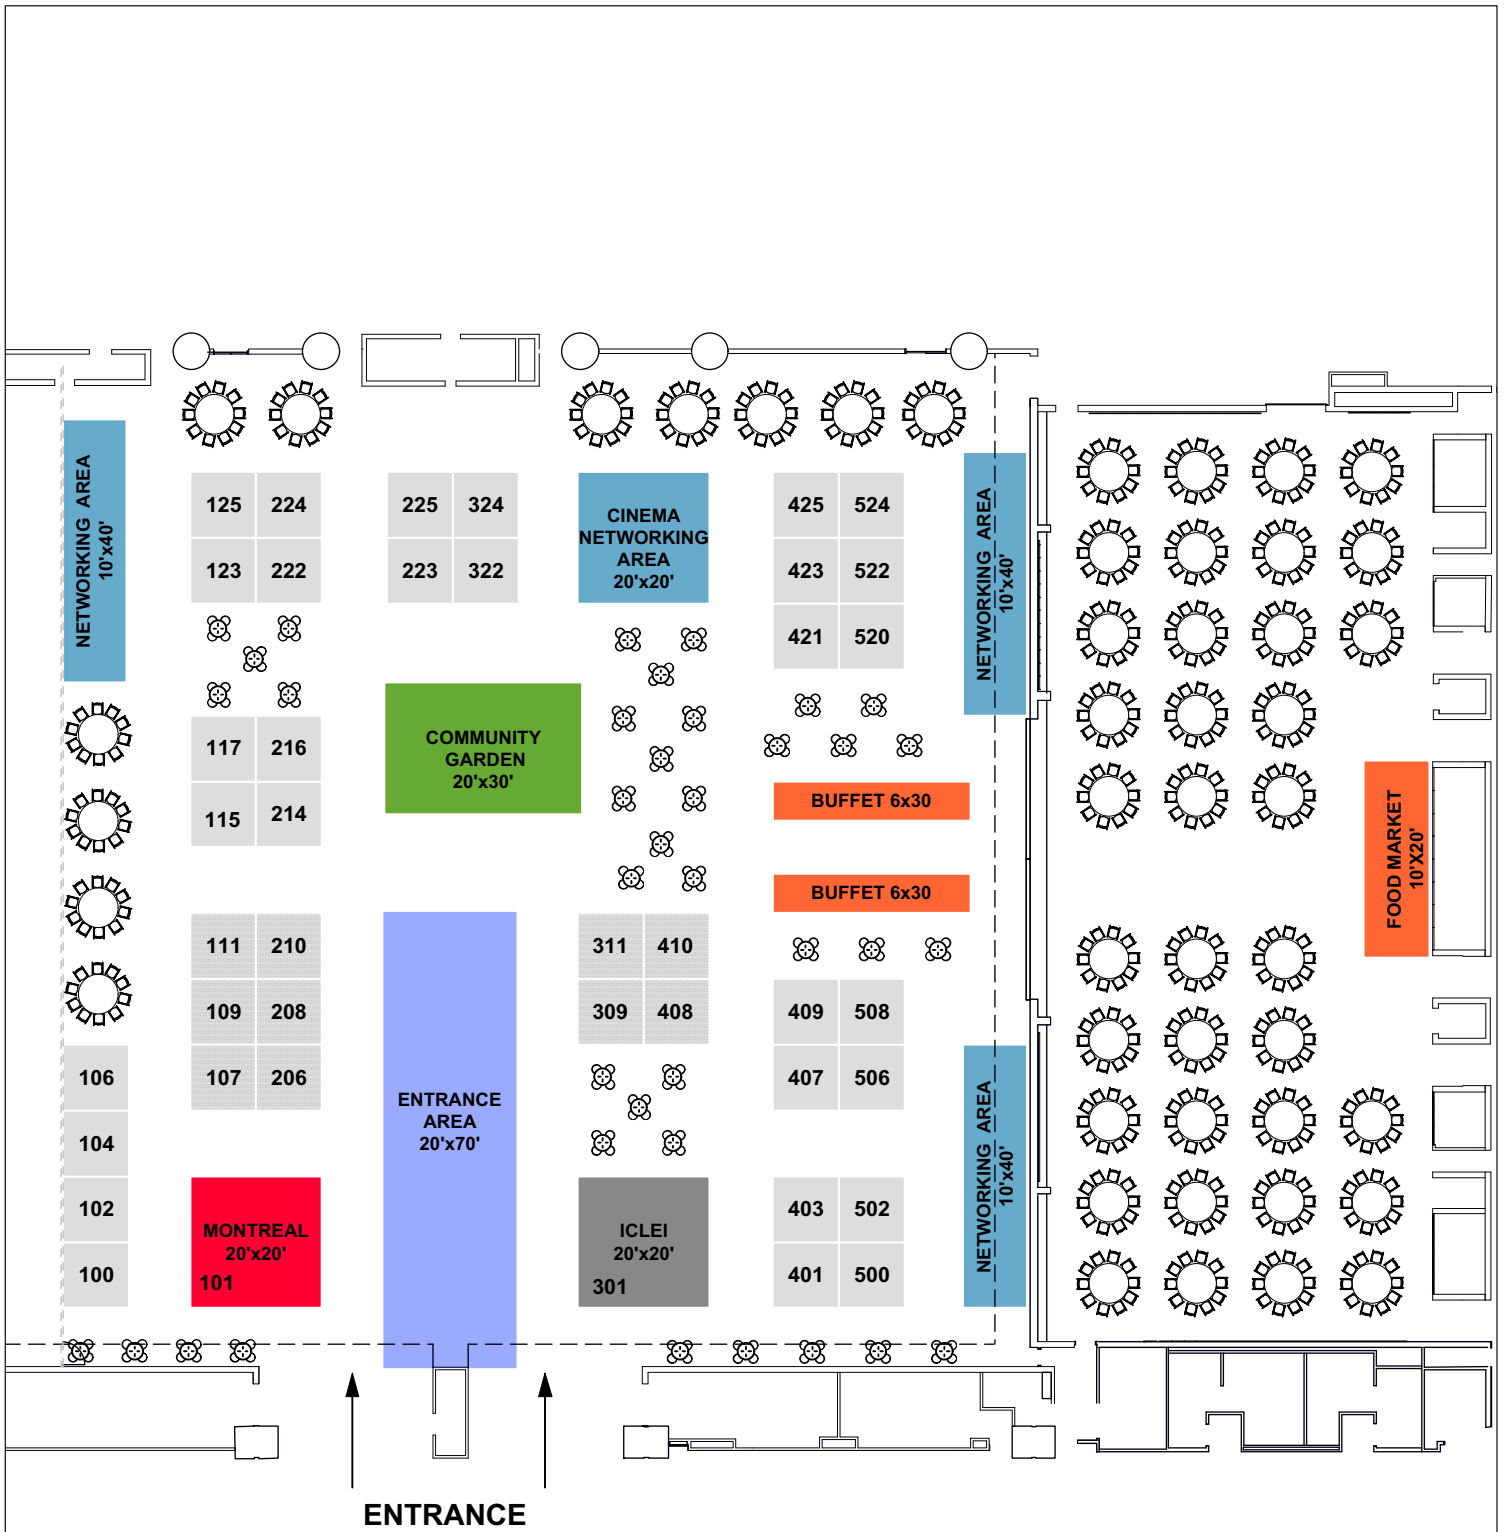 125 224
225 324
CINEMA
NETWORKING
AREA
20'x20'
425 524
123 222
223 322
423 522
421 520
NETWORKING AREA
10'x40'
NETWORKING AREA
10'x40'
117 216
115 214
COMMUNITY
GARDEN
20'x30'
BUFFET 6x30
BUFFET 6x30
FOOD MARKET
10'X20'
111 210
109 208
107 206
311 410
309 408
409 508
407 506
ENTRANCE
AREA
20'x70'
106
104
102
100
MONTREAL
20'x20'
101
ICLEI
20'x20'
301
403 502
401 500
NETWORKING AREA
10'x40'
ENTRANCE